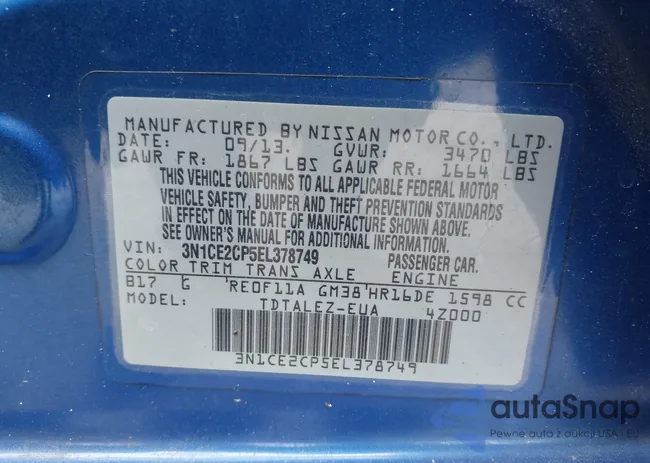 MANUFACTURED BY NISSAN MOTOR CO., LTD.
DATE: 09/13. GVWR: 3470 LBS
GAWR FR: 1867 LBS GAWR RR: 1664 LBS
THIS VEHICLE CONFORMS TO ALL APPLICABLE FEDERAL MOTOR
VEHICLE SAFETY, BUMPER AND THEFT PREVENTION STANDARDS
IN EFFECT ON THE DATE OF MANUFACTURE SHOWN ABOVE.
SEE OWNER'S MANUAL FOR ADDITIONAL INFORMATION.
VIN: 3N1CE2CP5EL378749 PASSENGER CAR.
COLOR TRIM TRANS AXLE ENGINE
B17 G 'RE0F11A GM38'HR16DE 1598 CC
MODEL: TDTALEZ-EUA 4Z000
3N1CE2CP5EL378749
autaSnap
Pewne auto z aukcji USA i EU